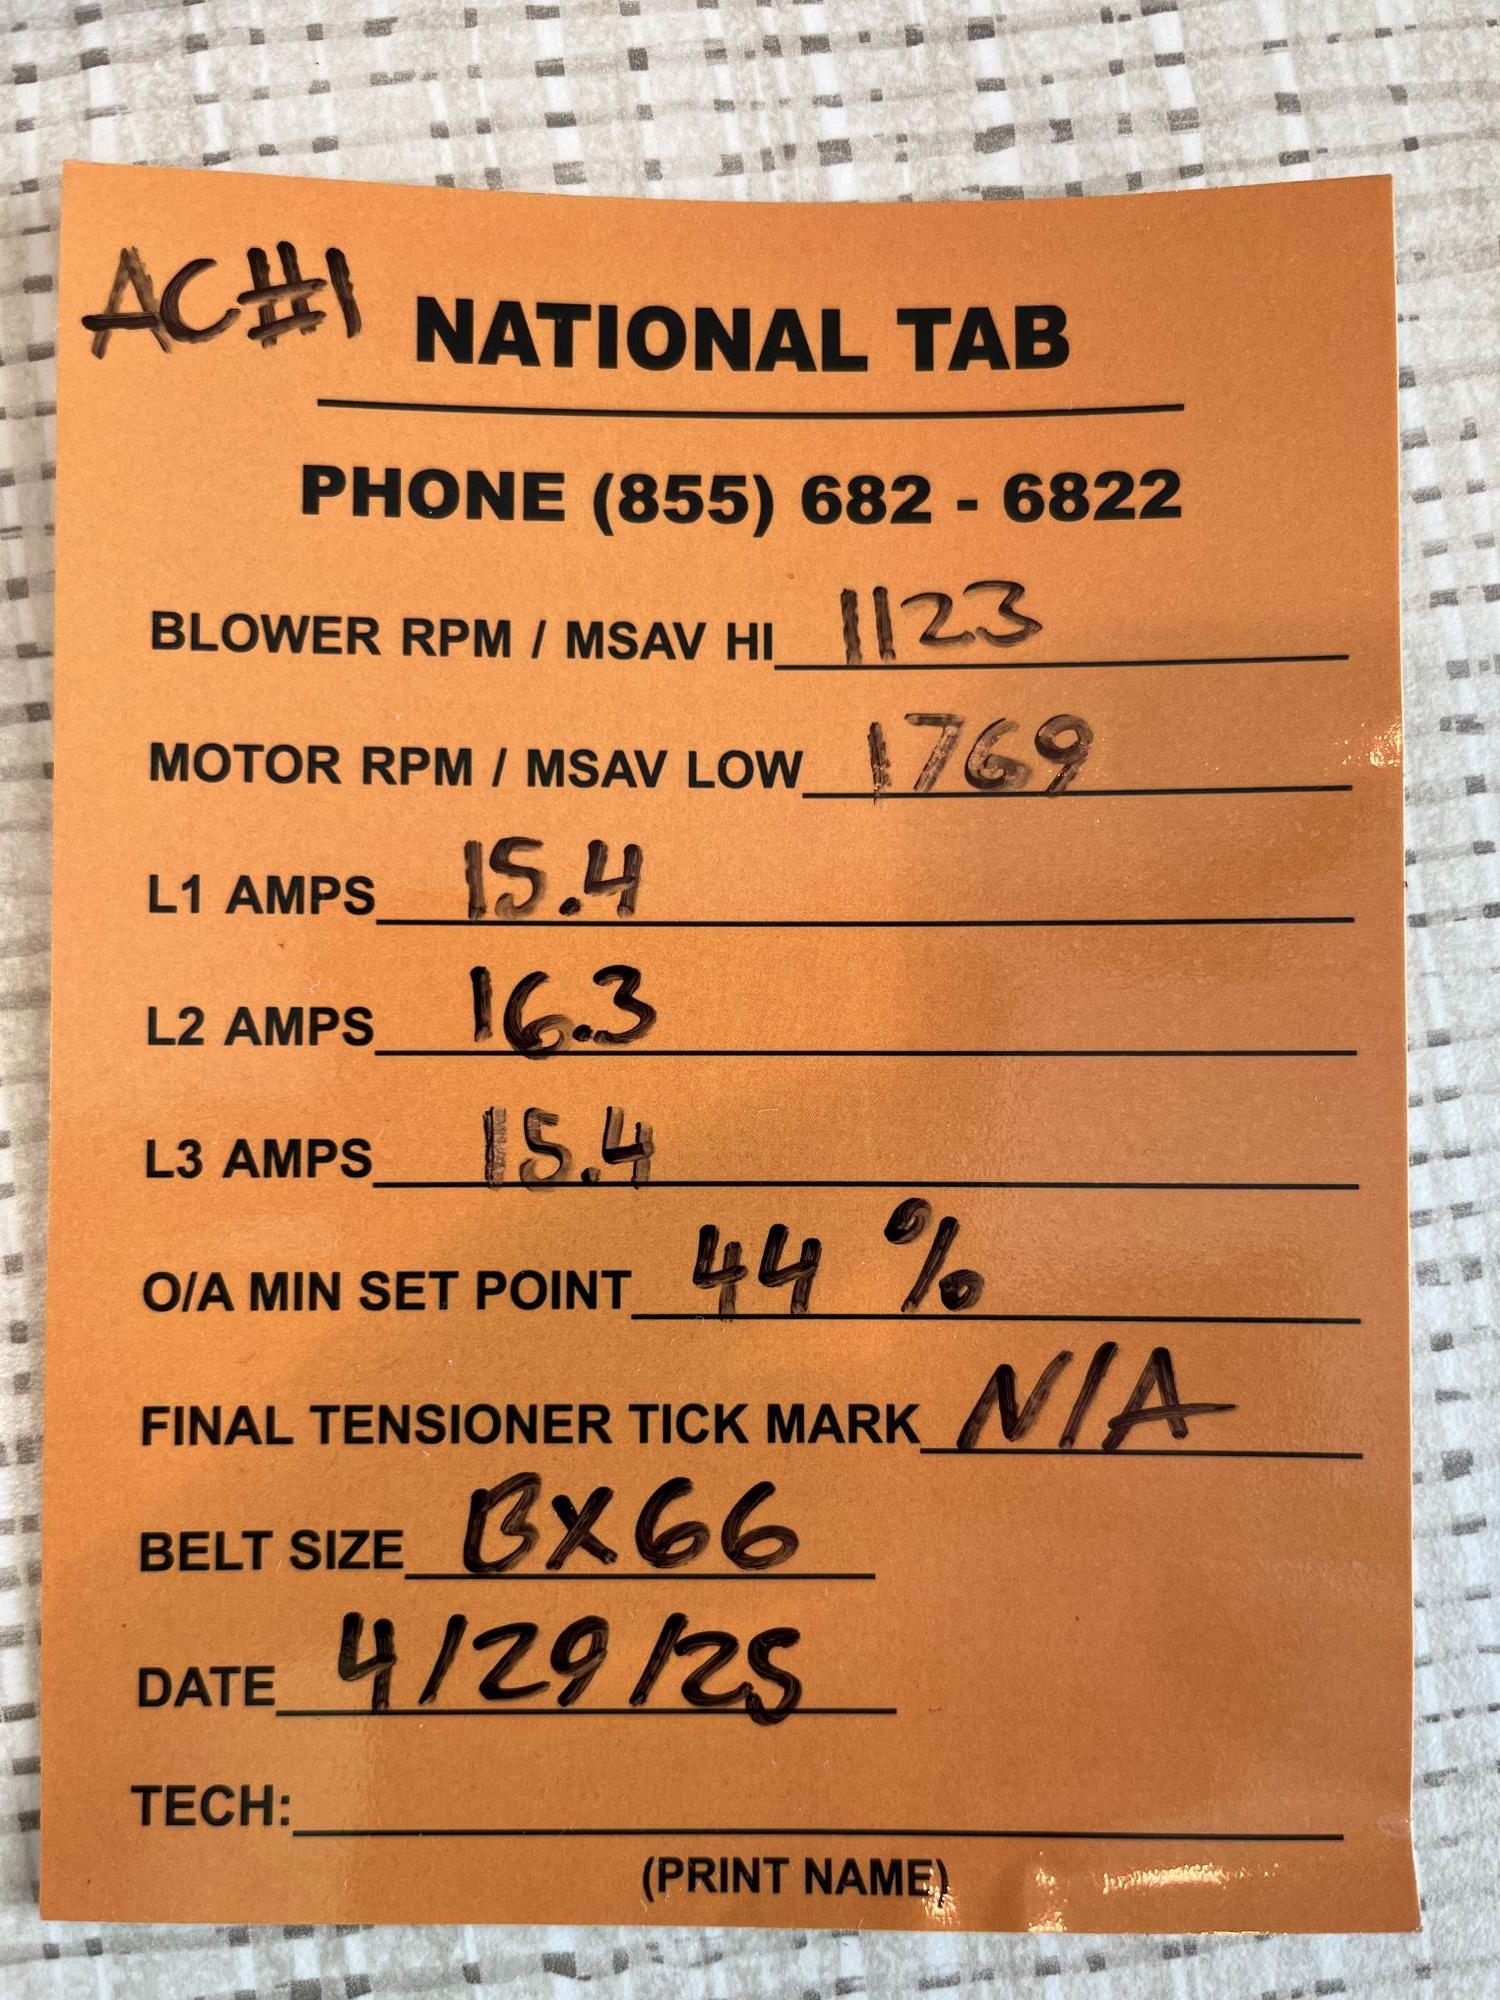 AC#1
NATIONAL TAB
PHONE (855) 682 - 6822
BLOWER RPM / MSAV HI 1123
MOTOR RPM / MSAV LOW 1769
L1 AMPS 15.4
L2 AMPS 16.3
L3 AMPS 15.4
O/A MIN SET POINT 44 %
FINAL TENSIONER TICK MARK N/A
BELT SIZE BX66
DATE 4/29/25
TECH:
(PRINT NAME)